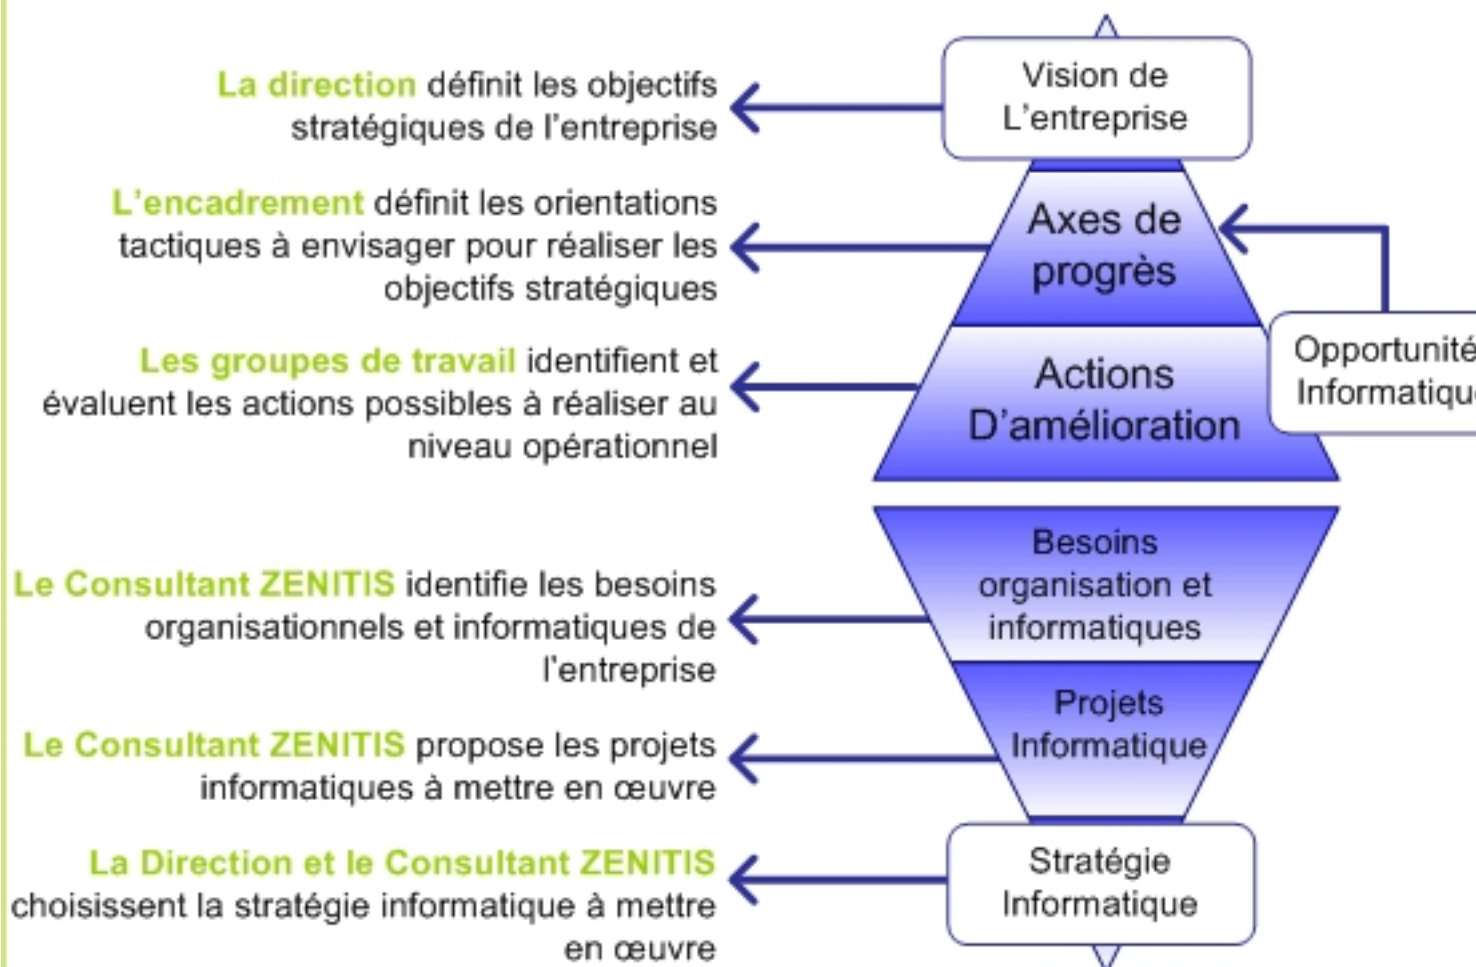 La direction définit les objectifs
stratégiques de l'entreprise
Vision de
L'entreprise
L'encadrement définit les orientations
tactiques à envisager pour réaliser les
objectifs stratégiques
Axes de
progrès
Les groupes de travail identifient et
évaluent les actions possibles à réaliser au
niveau opérationnel
Actions
D'amélioration
Opportunité
Informatiqu
Le Consultant ZENITIS identifie les besoins
organisationnels et informatiques de
l'entreprise
Besoins
organisation et
informatiques
Le Consultant ZENITIS propose les projets
informatiques à mettre en œuvre
Projets
Informatique
La Direction et le Consultant ZENITIS
choisissent la stratégie informatique à mettre
en œuvre
Stratégie
Informatique